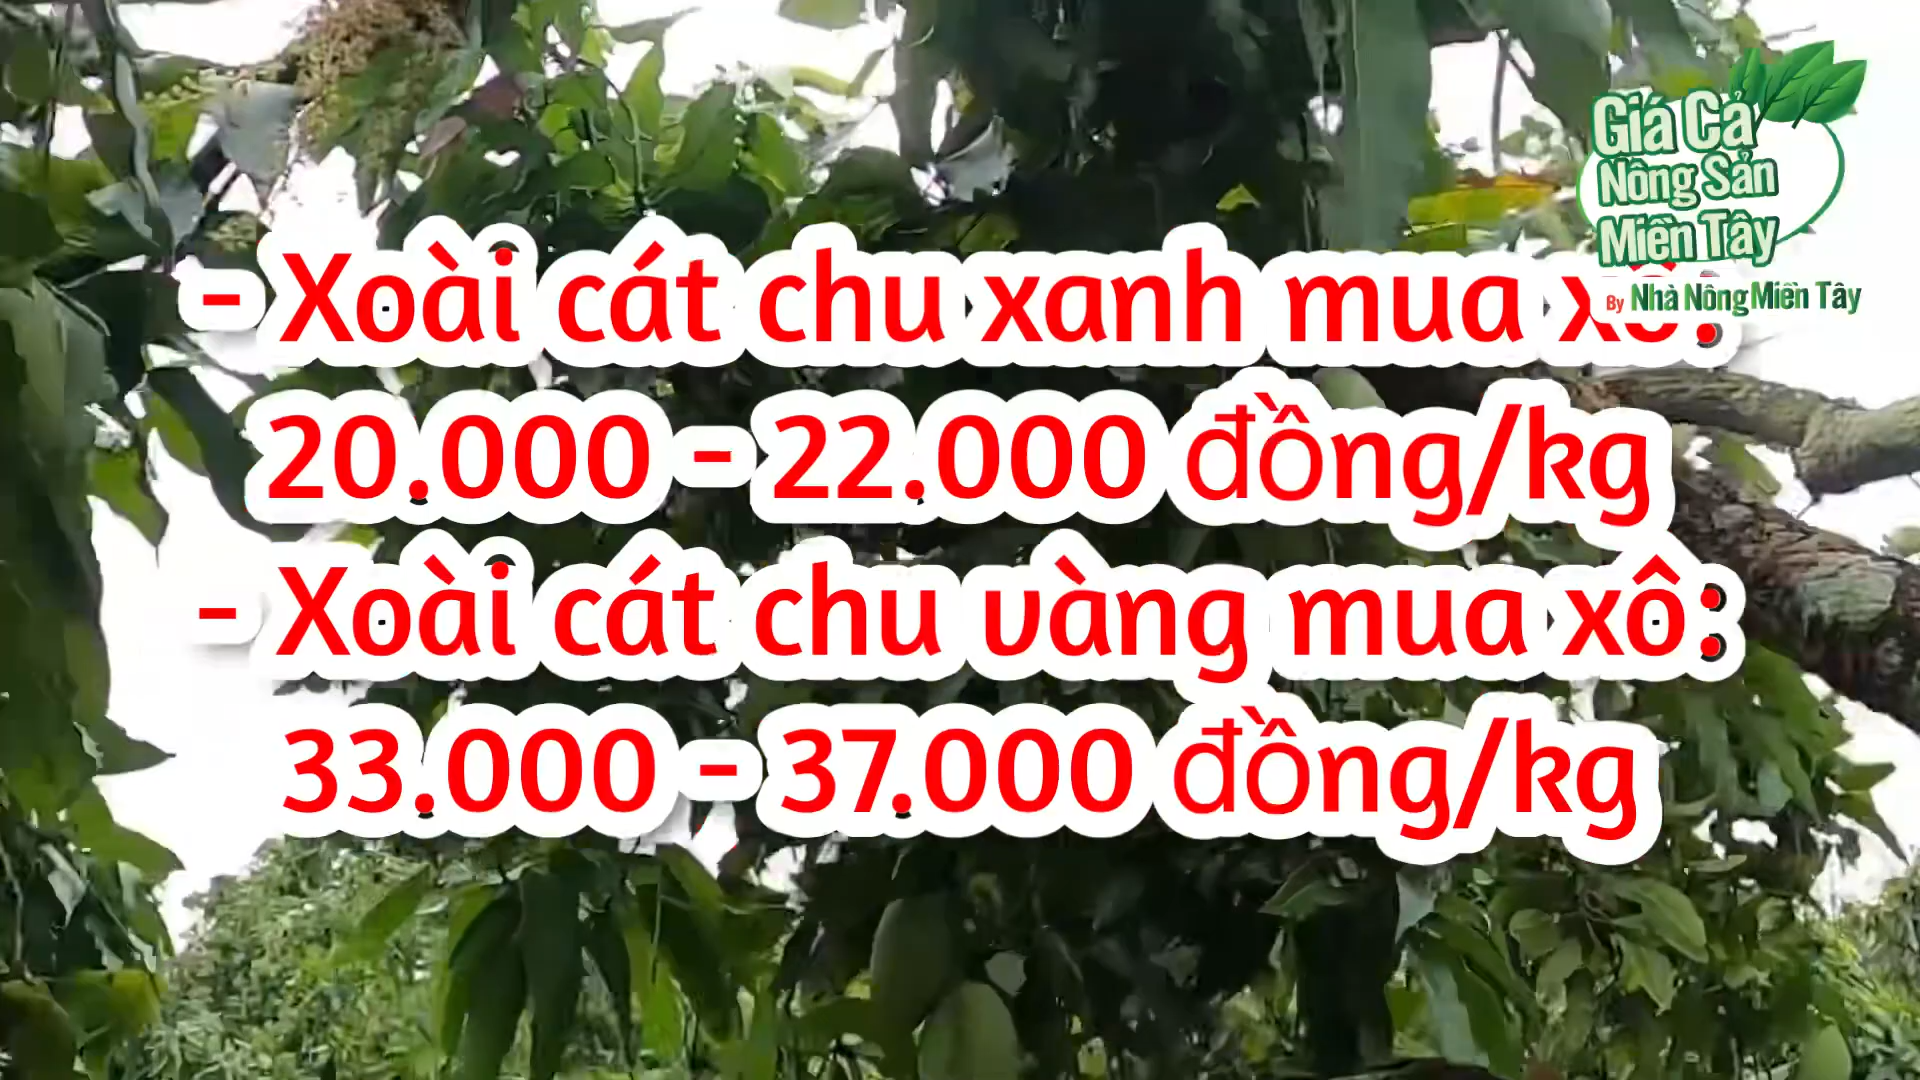 - Xoài cát chu xanh mua xô:
20.000 - 22.000 đồng/kg
- Xoài cát chu vàng mua xô:
33.000 - 37.000 đồng/kg
Giá Cả
Nông Sản
Miền Tây
By Nhà Nông Miền Tây